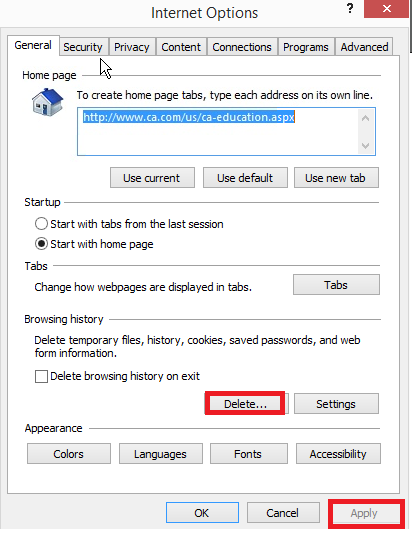 Internet Options ? X
General Security Privacy Content Connections Programs Advanced
Home page
To create home page tabs, type each address on its own line.
http://www.ca.com/us/ca-education.aspx
Use current Use default Use new tab
Startup
Start with tabs from the last session
Start with home page
Tabs
Change how webpages are displayed in tabs. Tabs
Browsing history
Delete temporary files, history, cookies, saved passwords, and web
form information.
Delete browsing history on exit
Delete... Settings
Appearance
Colors Languages Fonts Accessibility
OK Cancel Apply